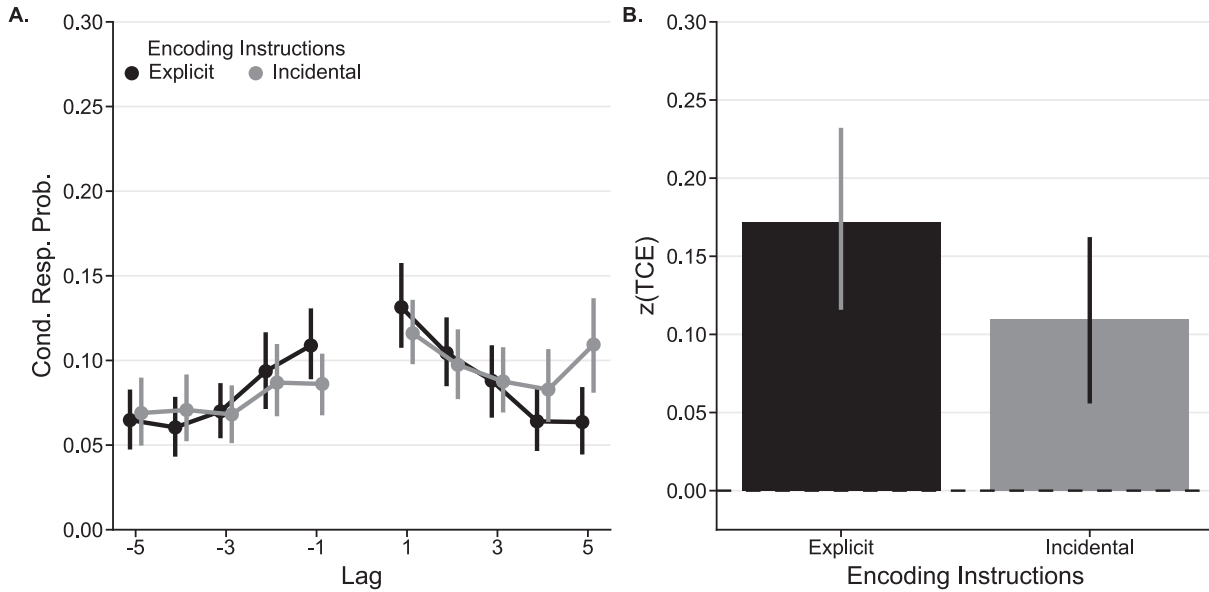 A.
Encoding Instructions
Explicit Incidental
Cond. Resp. Prob.
0.30
0.25
0.20
0.15
0.10
0.05
0.00
-5 -3 -1 1 3 5
Lag
B.
z(TCE)
0.30
0.25
0.20
0.15
0.10
0.05
0.00
Explicit Incidental
Encoding Instructions